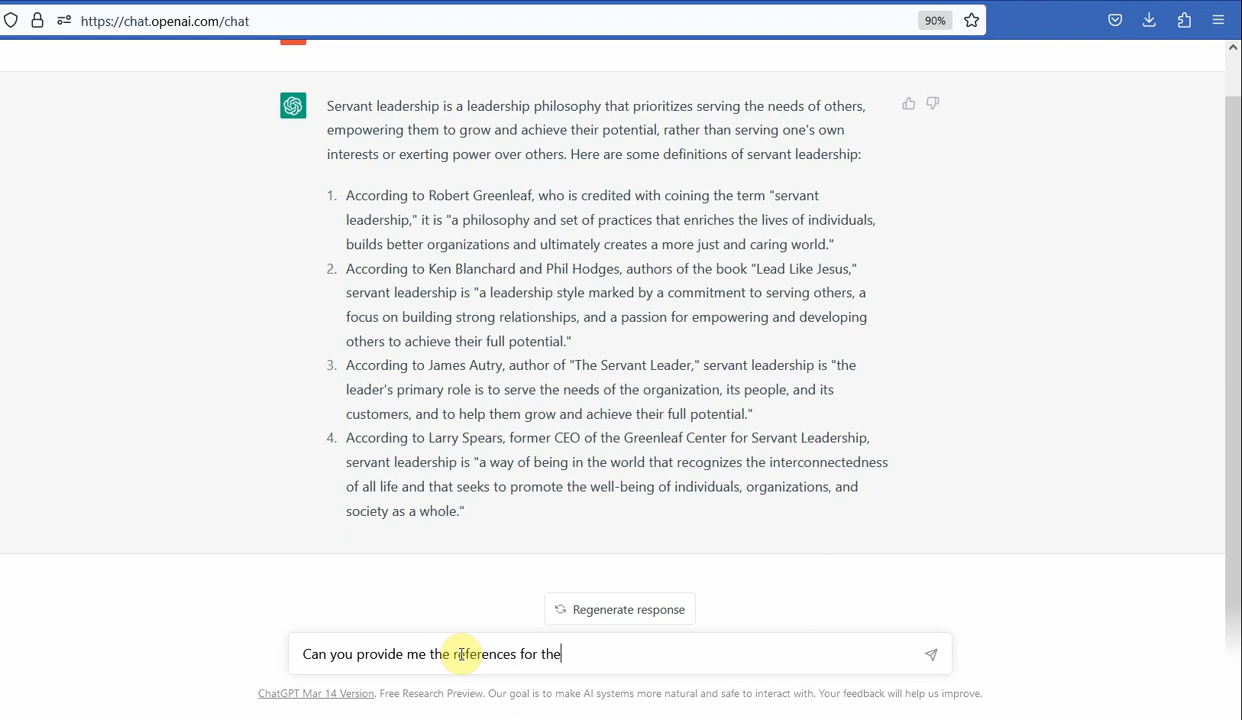 https://chat.openai.com/chat
90%
Servant leadership is a leadership philosophy that prioritizes serving the needs of others,
empowering them to grow and achieve their potential, rather than serving one's own
interests or exerting power over others. Here are some definitions of servant leadership:
1. According to Robert Greenleaf, who is credited with coining the term "servant
leadership," it is "a philosophy and set of practices that enriches the lives of individuals,
builds better organizations and ultimately creates a more just and caring world."
2. According to Ken Blanchard and Phil Hodges, authors of the book "Lead Like Jesus,"
servant leadership is "a leadership style marked by a commitment to serving others, a
focus on building strong relationships, and a passion for empowering and developing
others to achieve their full potential."
3. According to James Autry, author of "The Servant Leader," servant leadership is "the
leader's primary role is to serve the needs of the organization, its people, and its
customers, and to help them grow and achieve their full potential."
4. According to Larry Spears, former CEO of the Greenleaf Center for Servant Leadership,
servant leadership is "a way of being in the world that recognizes the interconnectedness
of all life and that seeks to promote the well-being of individuals, organizations, and
society as a whole."
Regenerate response
Can you provide me the references for the
ChatGPT Mar 14 Version. Free Research Preview. Our goal is to make AI systems more natural and safe to interact with. Your feedback will help us improve.